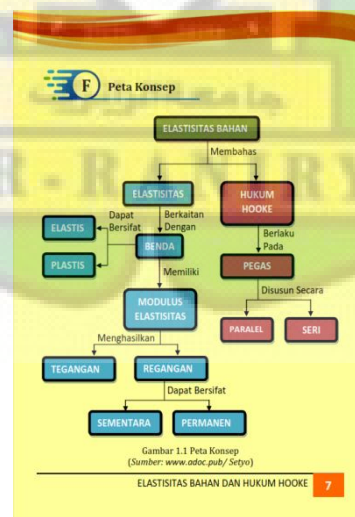 F Peta Konsep
ELASTISITAS BAHAN
Membahas
ELASTISITAS
HUKUM
HOOKE
Dapat
Bersifat
Berkaitan
Dengan
Berlaku
Pada
ELASTIS
BENDA
PLASTIS
PEGAS
Memiliki
Disusun Secara
MODULUS
ELASTISITAS
PARALEL
SERI
Menghasilkan
TEGANGAN
REGANGAN
Dapat Bersifat
SEMENTARA
PERMANEN
Gambar 1.1 Peta Konsep
(Sumber: www.adoc.pub/ Setyo)
ELASTISITAS BAHAN DAN HUKUM HOOKE 7